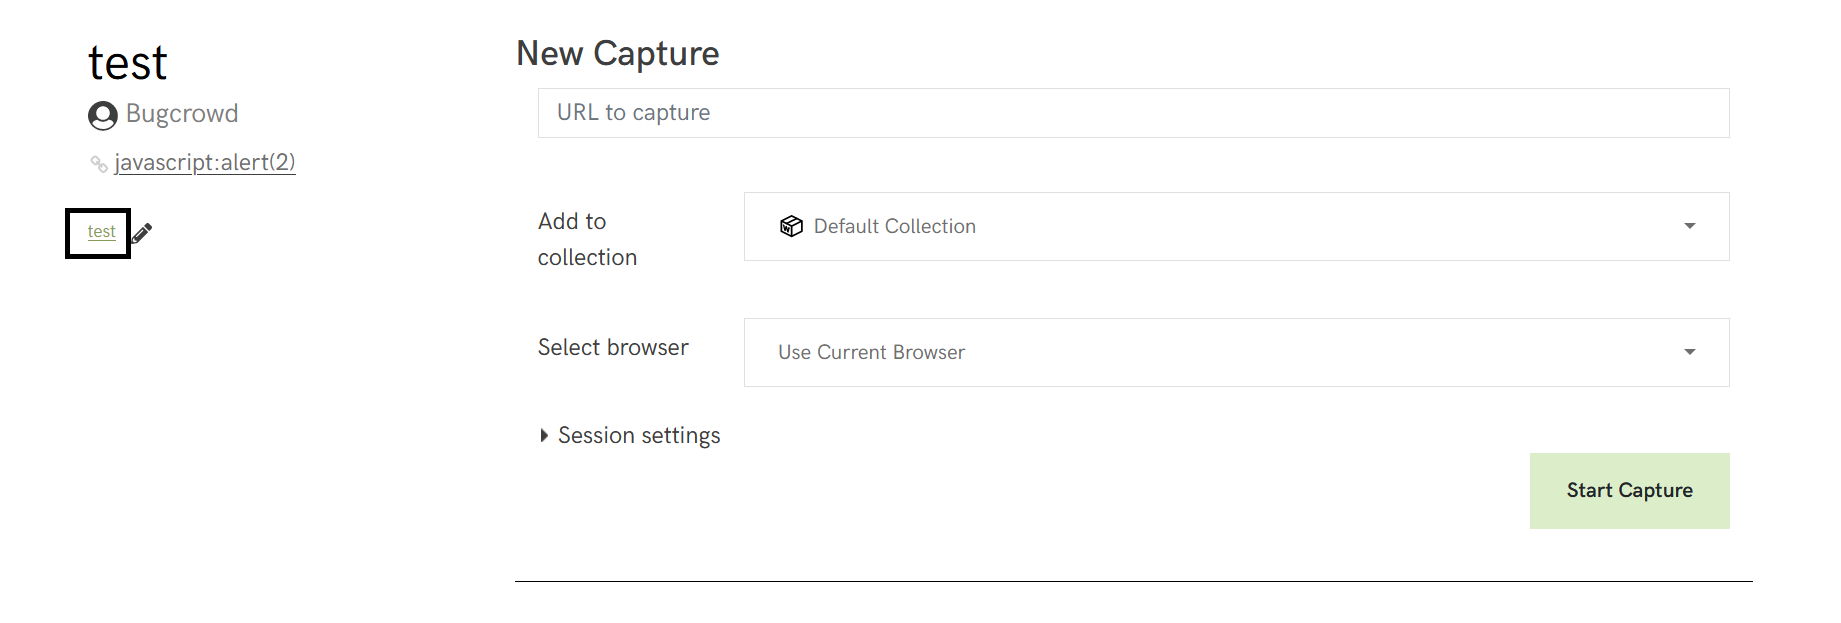 test
Bugcrowd
javascript:alert(2)
test
New Capture
URL to capture
Add to
collection
Default Collection
Select browser
Use Current Browser
Session settings
Start Capture